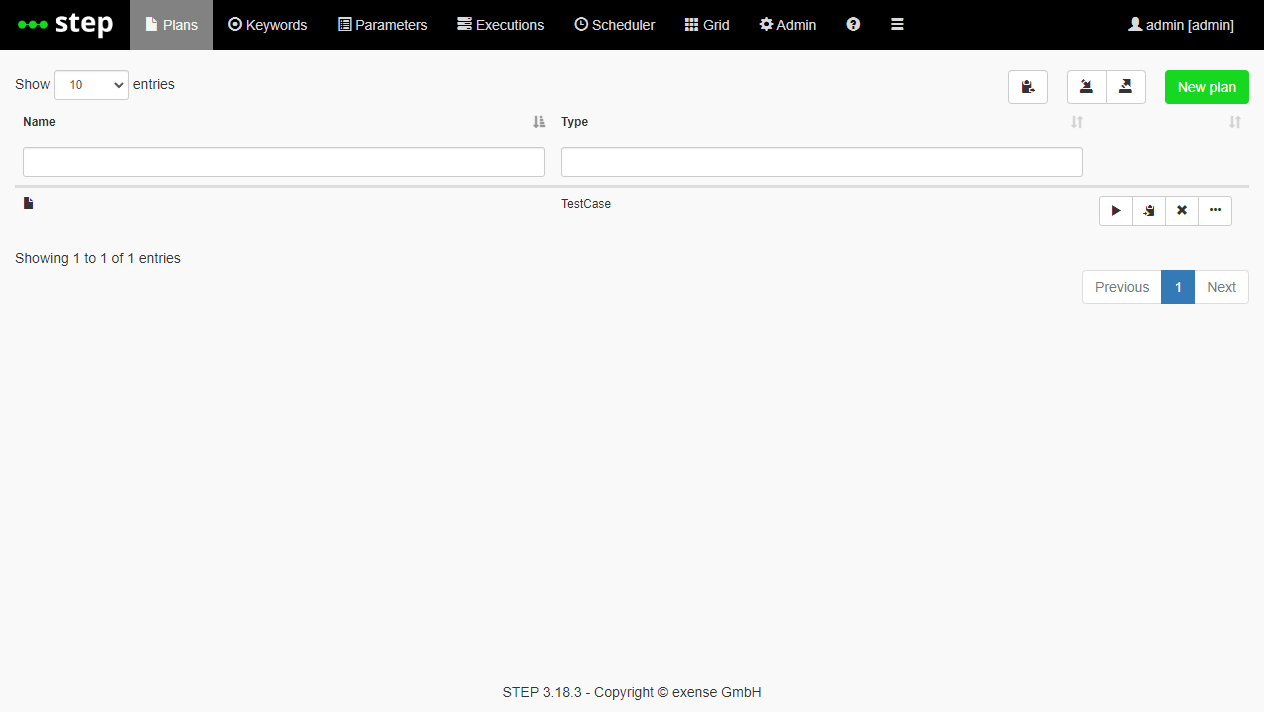 step Plans Keywords Parameters Executions Scheduler Grid Admin admin [admin]
Show 10 entries New plan
Name Type
TestCase
Showing 1 to 1 of 1 entries
Previous 1 Next
STEP 3.18.3 - Copyright © exense GmbH